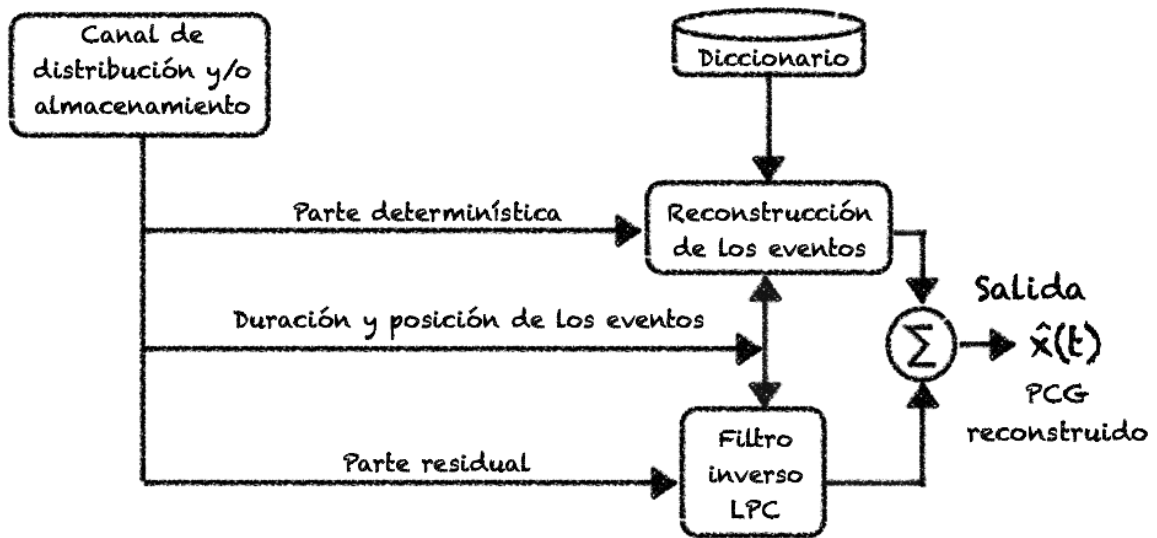 Canal de
distribución y/o
almacenamiento
Diccionario
Parte determinística
Reconstrucción
de los eventos
Duración y posición de los eventos
Salida
Σ
x̂(t)
PCG
reconstruido
Parte residual
Filtro
inverso
LPC